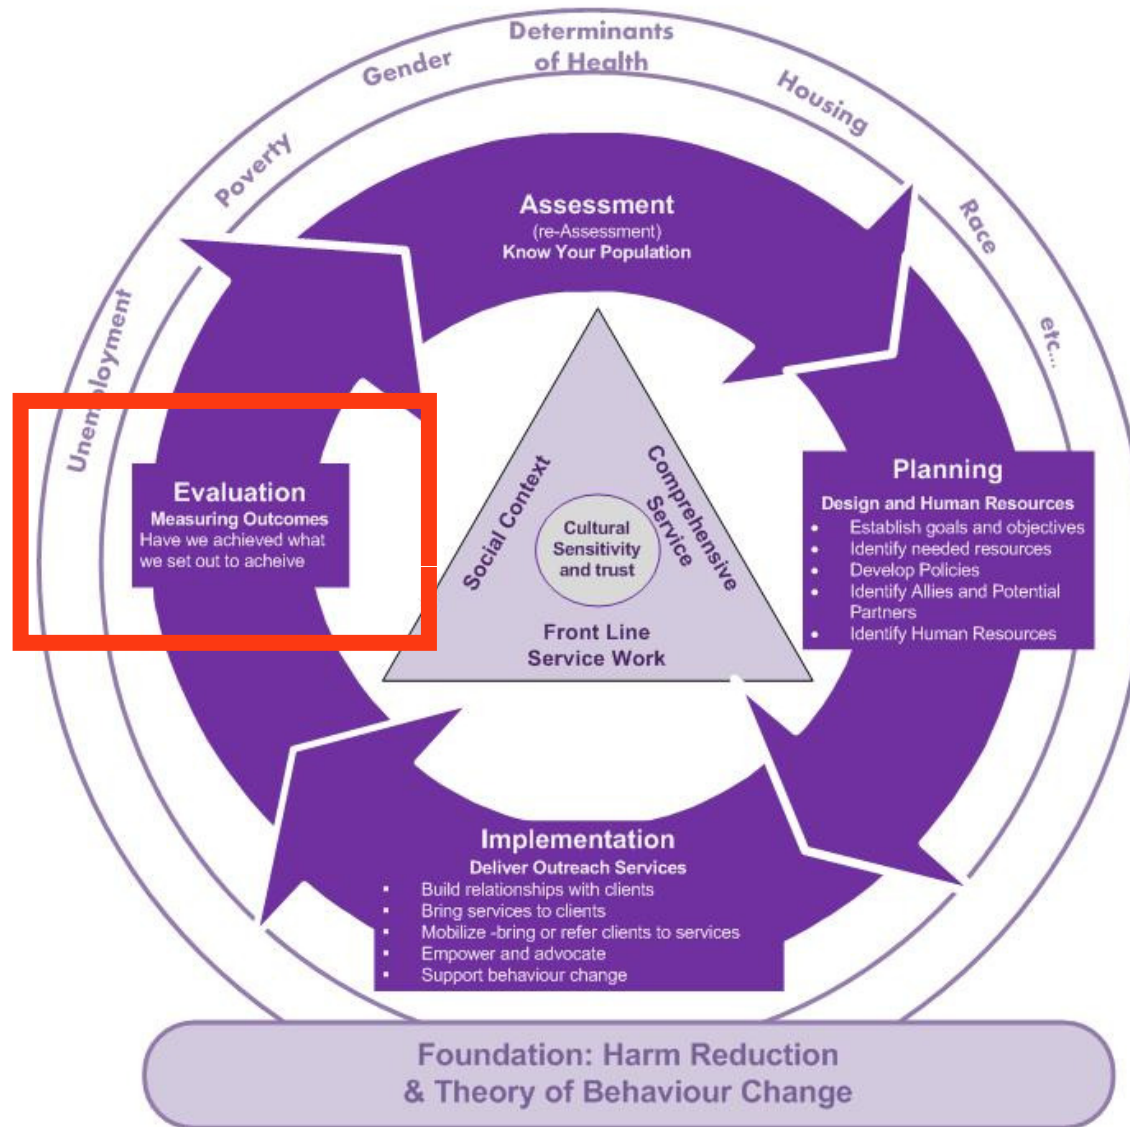 Determinants
of Health
Gender
Housing
Poverty
Race
Unemployment
etc...
Assessment
(re-Assessment)
Know Your Population
Evaluation
Measuring Outcomes
Have we achieved what
we set out to acheive
Social Context
Comprehensive
Service
Cultural
Sensitivity
and trust
Front Line
Service Work
Planning
Design and Human Resources
• Establish goals and objectives
• Identify needed resources
• Develop Policies
• Identify Allies and Potential
Partners
• Identify Human Resources
Implementation
Deliver Outreach Services
▪ Build relationships with clients
▪ Bring services to clients
▪ Mobilize -bring or refer clients to services
▪ Empower and advocate
▪ Support behaviour change
Foundation: Harm Reduction
& Theory of Behaviour Change